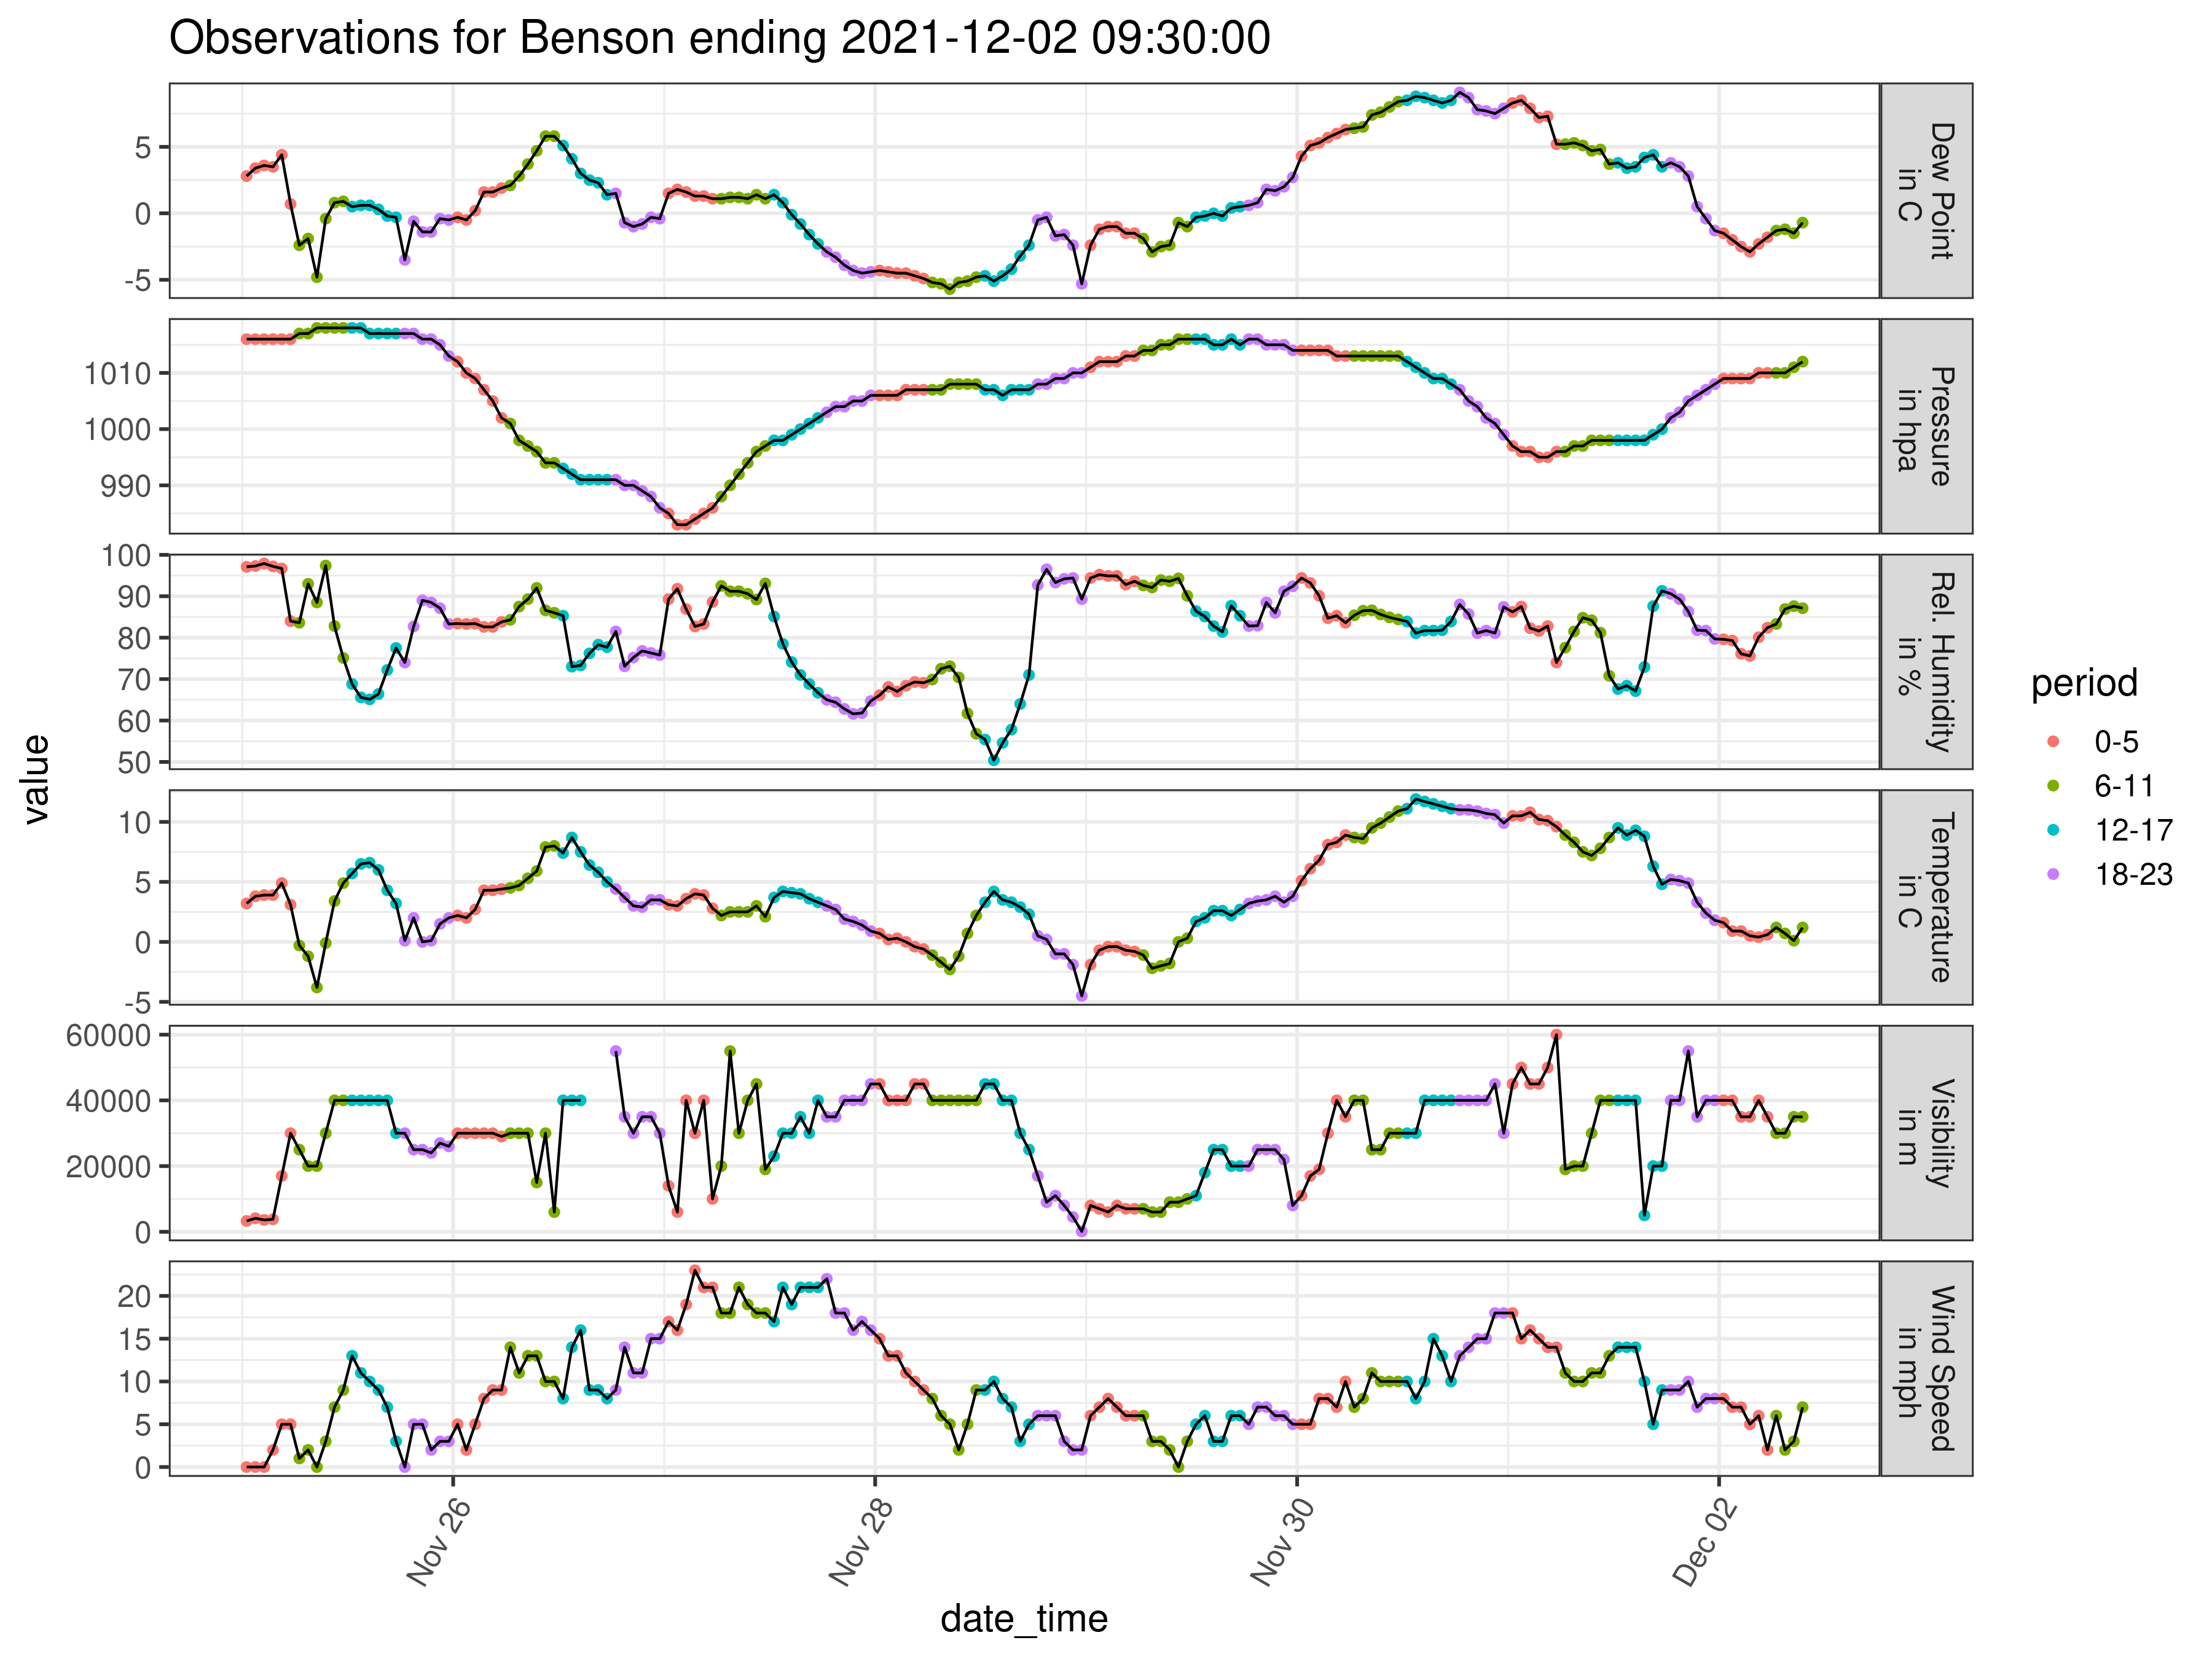 Observations for Benson ending 2021-12-02 09:30:00
value
5
0
-5
Dew Point
in C
1010
1000
990
Pressure
in hpa
100
90
80
70
60
50
Rel. Humidity
in %
10
5
0
-5
Temperature
in C
60000
40000
20000
0
Visibility
in m
20
15
10
5
0
Wind Speed
in mph
Nov 26
Nov 28
Nov 30
Dec 02
date_time
period
0-5
6-11
12-17
18-23